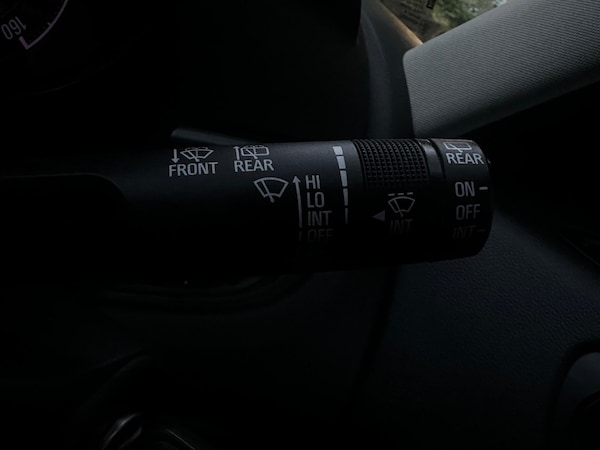 160
FRONT
REAR
HI
LO
INT
OFF
INT
REAR
ON
OFF
INT